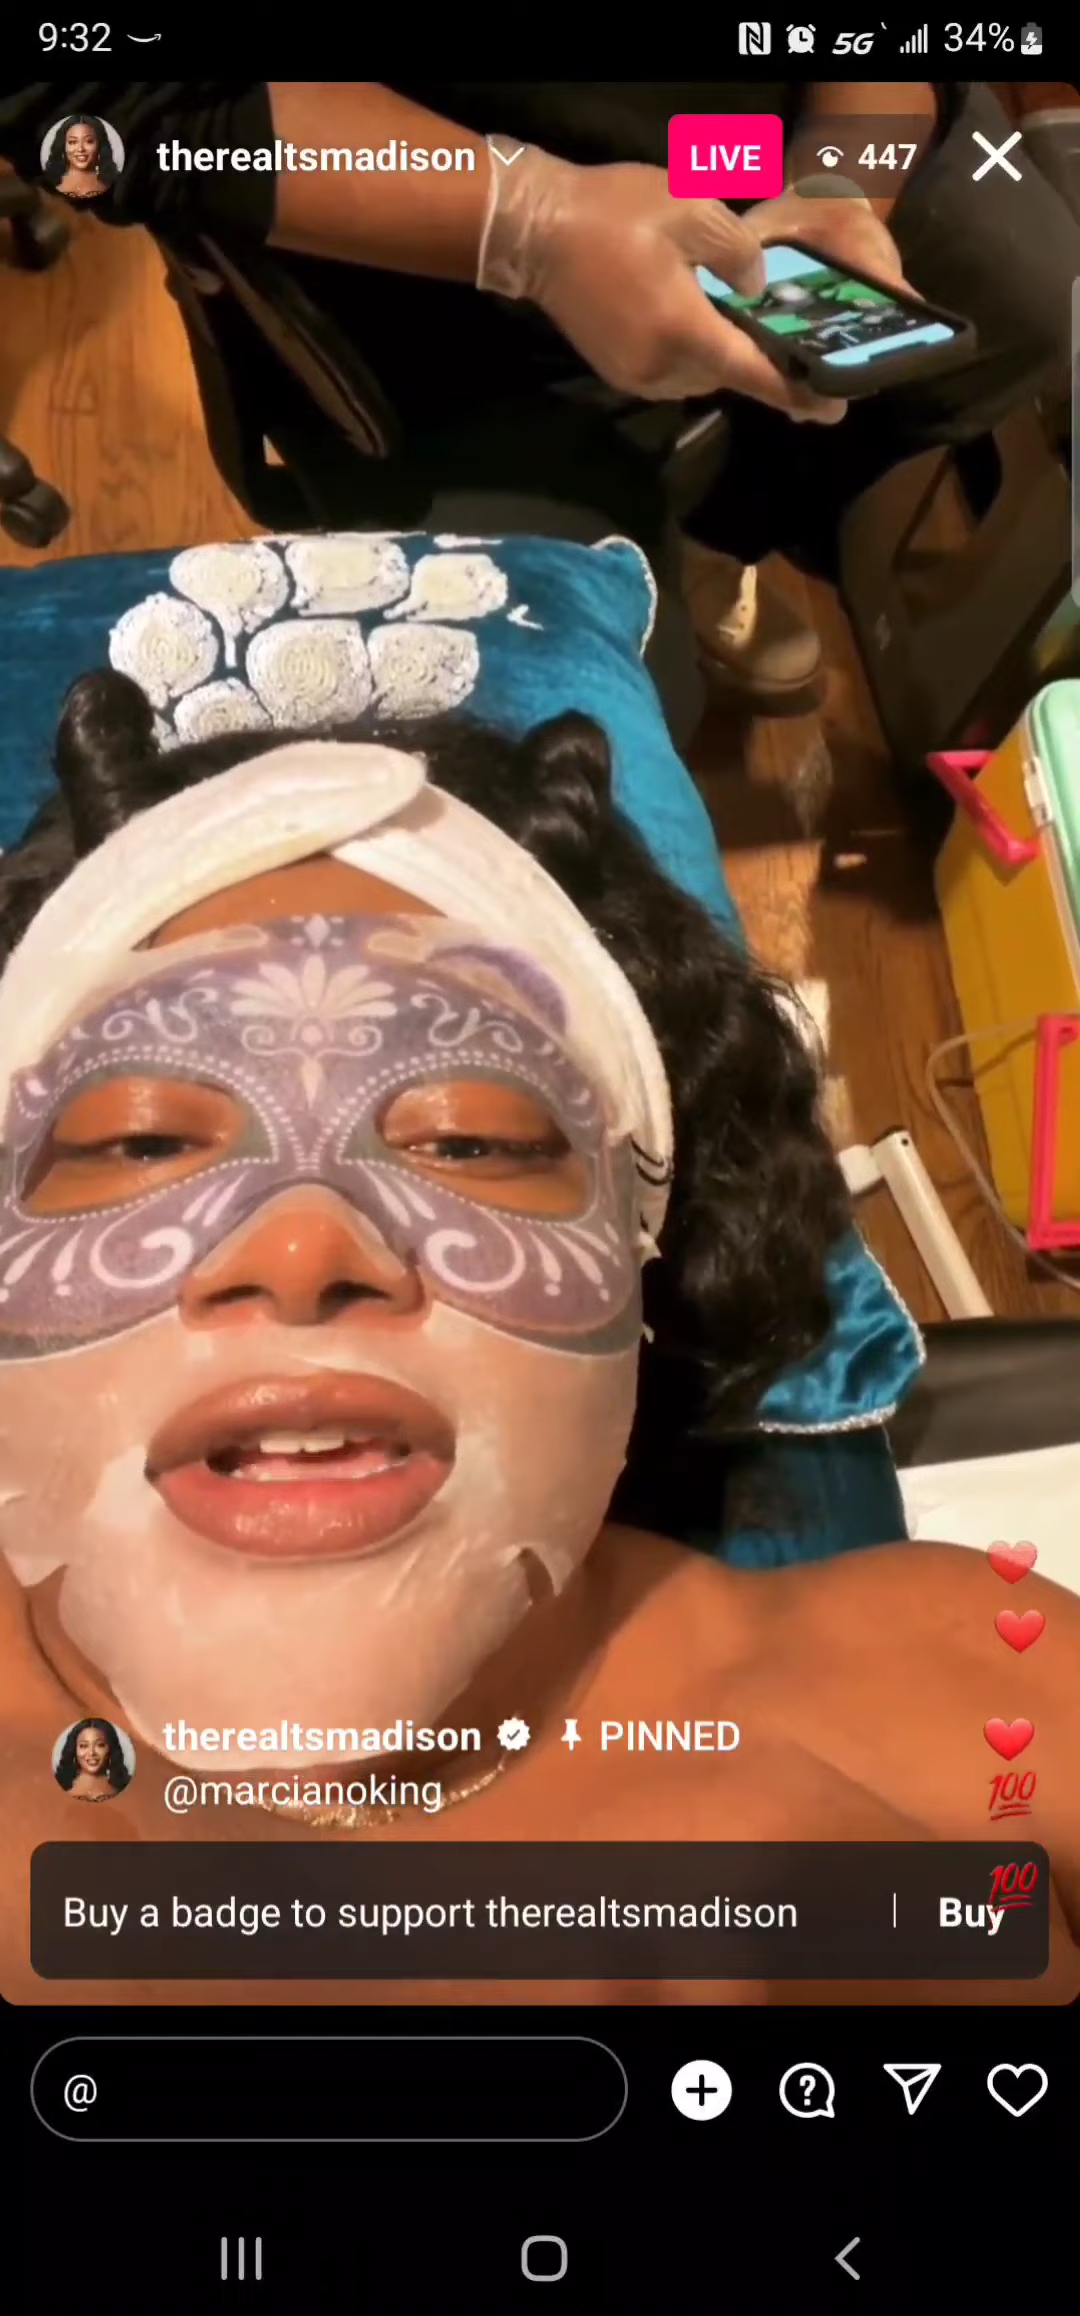 9:32 5G 34%
therealtsmadison LIVE 447
therealtsmadison PINNED
@marcianoking
100
100
Buy a badge to support therealtsmadison | Buy
@